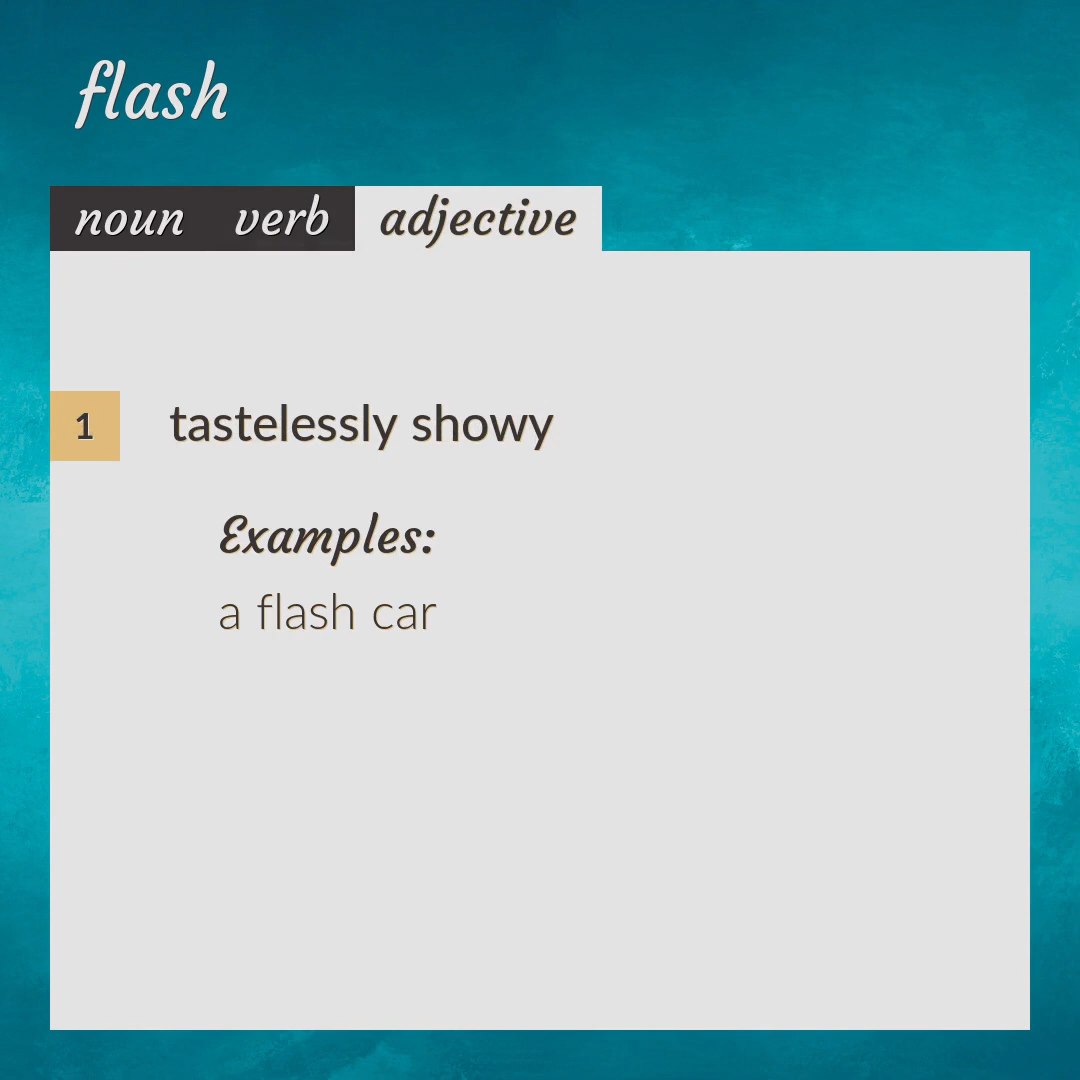 flash
noun verb adjective
1 tastelessly showy
Examples:
a flash car